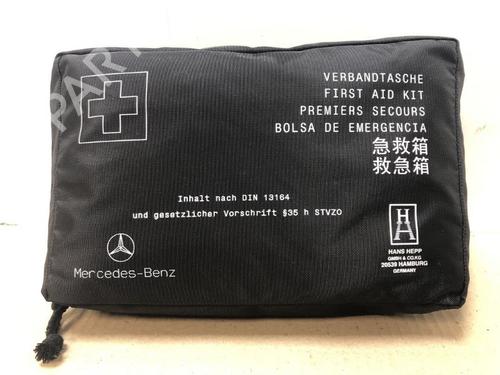 VERBANDTASCHE
FIRST AID KIT
PREMIERS SECOURS
BOLSA DE EMERGENCIA
急救箱
救急箱
Inhalt nach DIN 13164
und gesetzlicher Vorschrift §35 h STVZO
Mercedes-Benz
HA
HANS HEPP
GMBH & CO.KG
20539 HAMBURG
GERMANY